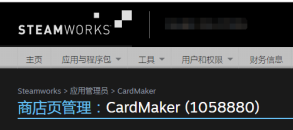 STEAMWORKS
主页 应用与程序包 工具 用户和权限 财务信息
Steamworks > 应用管理员 > CardMaker
商店页管理：CardMaker (1058880)